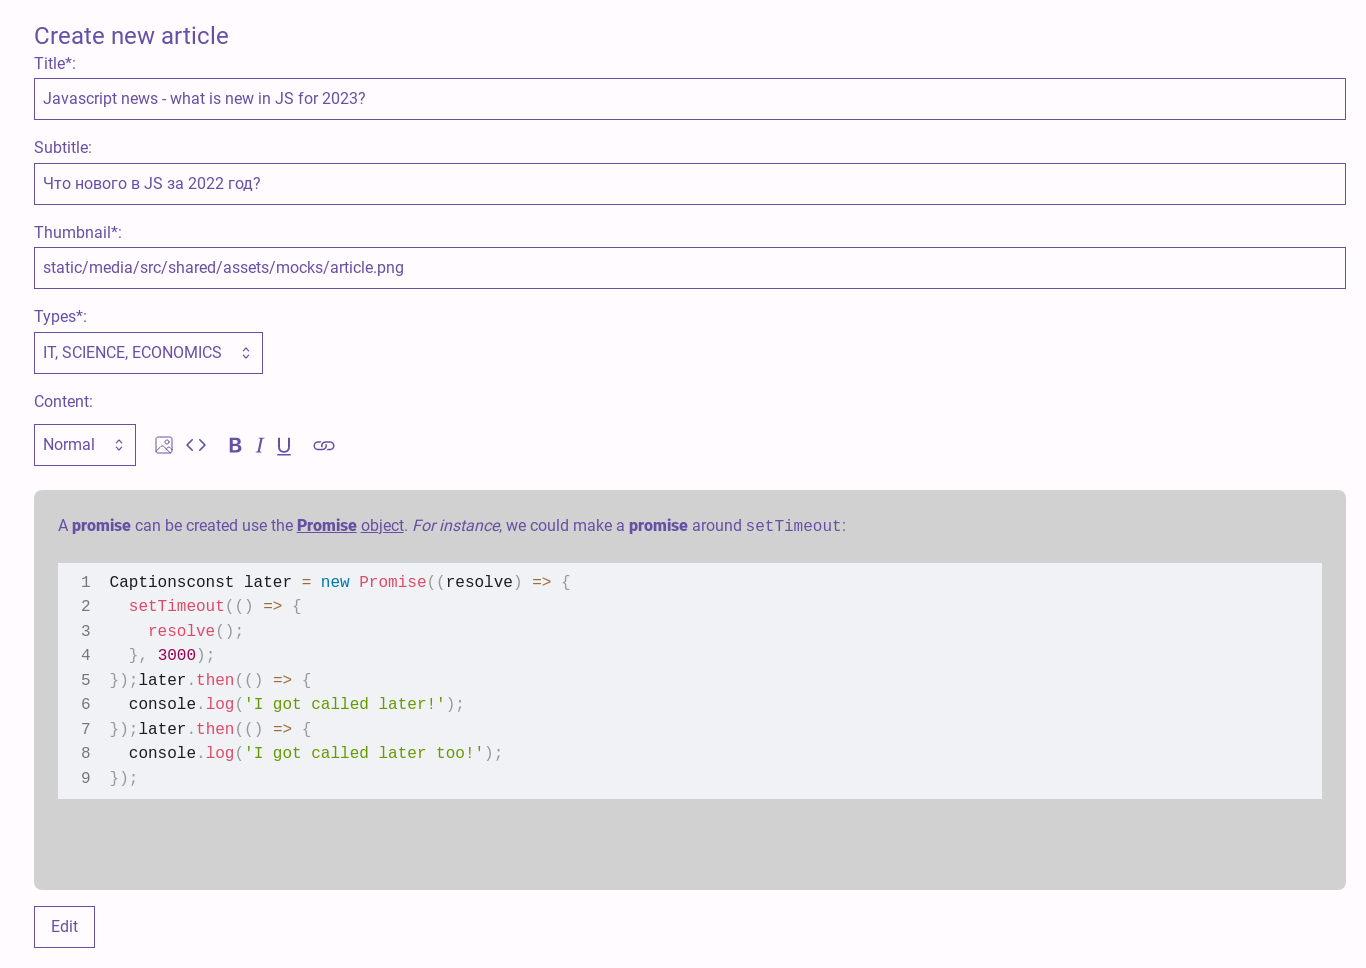 Create new article
Title*:
Javascript news - what is new in JS for 2023?
Subtitle:
Что нового в JS за 2022 год?
Thumbnail*:
static/media/src/shared/assets/mocks/article.png
Types*:
IT, SCIENCE, ECONOMICS
Content:
Normal B I U
A promise can be created use the Promise object. For instance, we could make a promise around setTimeout:
1 Captionsconst later = new Promise((resolve) => {
2   setTimeout(() => {
3     resolve();
4   }, 3000);
5 });later.then(() => {
6   console.log('I got called later!');
7 });later.then(() => {
8   console.log('I got called later too!');
9 });
Edit